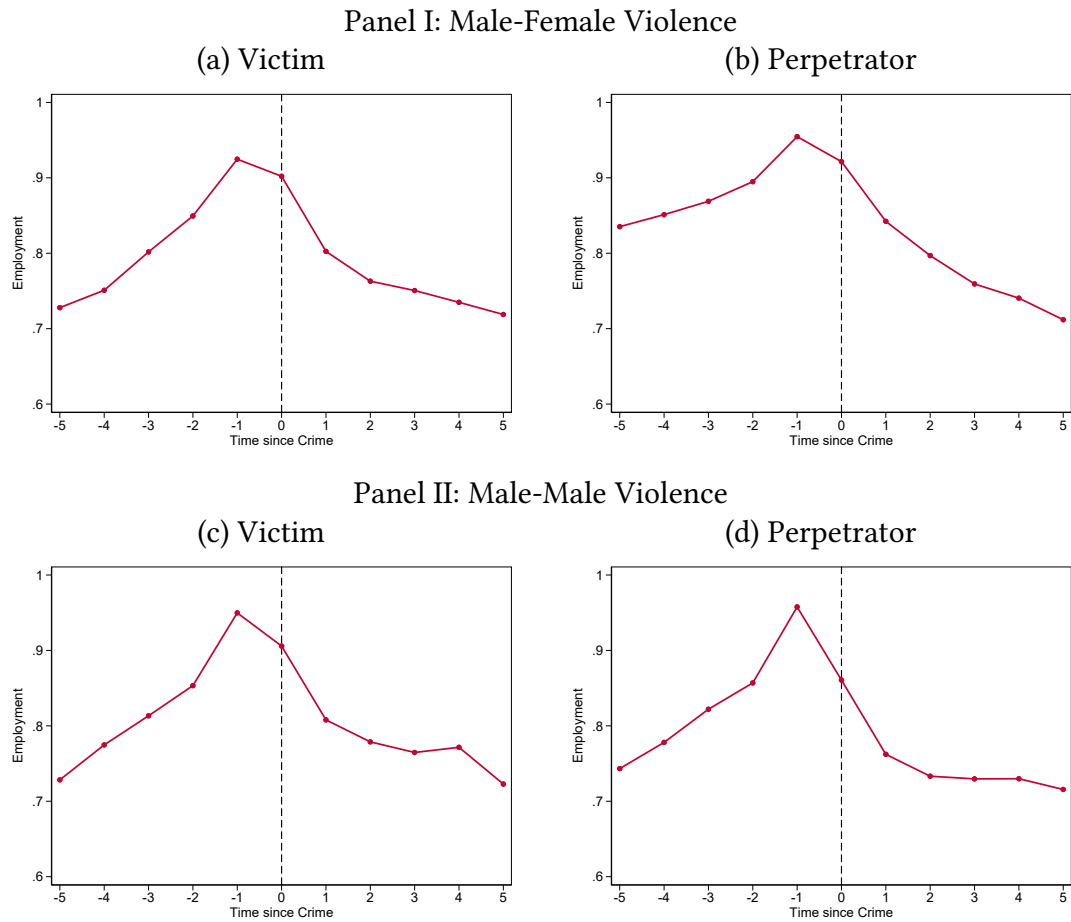 Panel I: Male-Female Violence
(a) Victim
(b) Perpetrator
Employment
1
.9
.8
.7
.6
-5 -4 -3 -2 -1 0 1 2 3 4 5
Time since Crime
Employment
1
.9
.8
.7
.6
-5 -4 -3 -2 -1 0 1 2 3 4 5
Time since Crime
Panel II: Male-Male Violence
(c) Victim
(d) Perpetrator
Employment
1
.9
.8
.7
.6
-5 -4 -3 -2 -1 0 1 2 3 4 5
Time since Crime
Employment
1
.9
.8
.7
.6
-5 -4 -3 -2 -1 0 1 2 3 4 5
Time since Crime